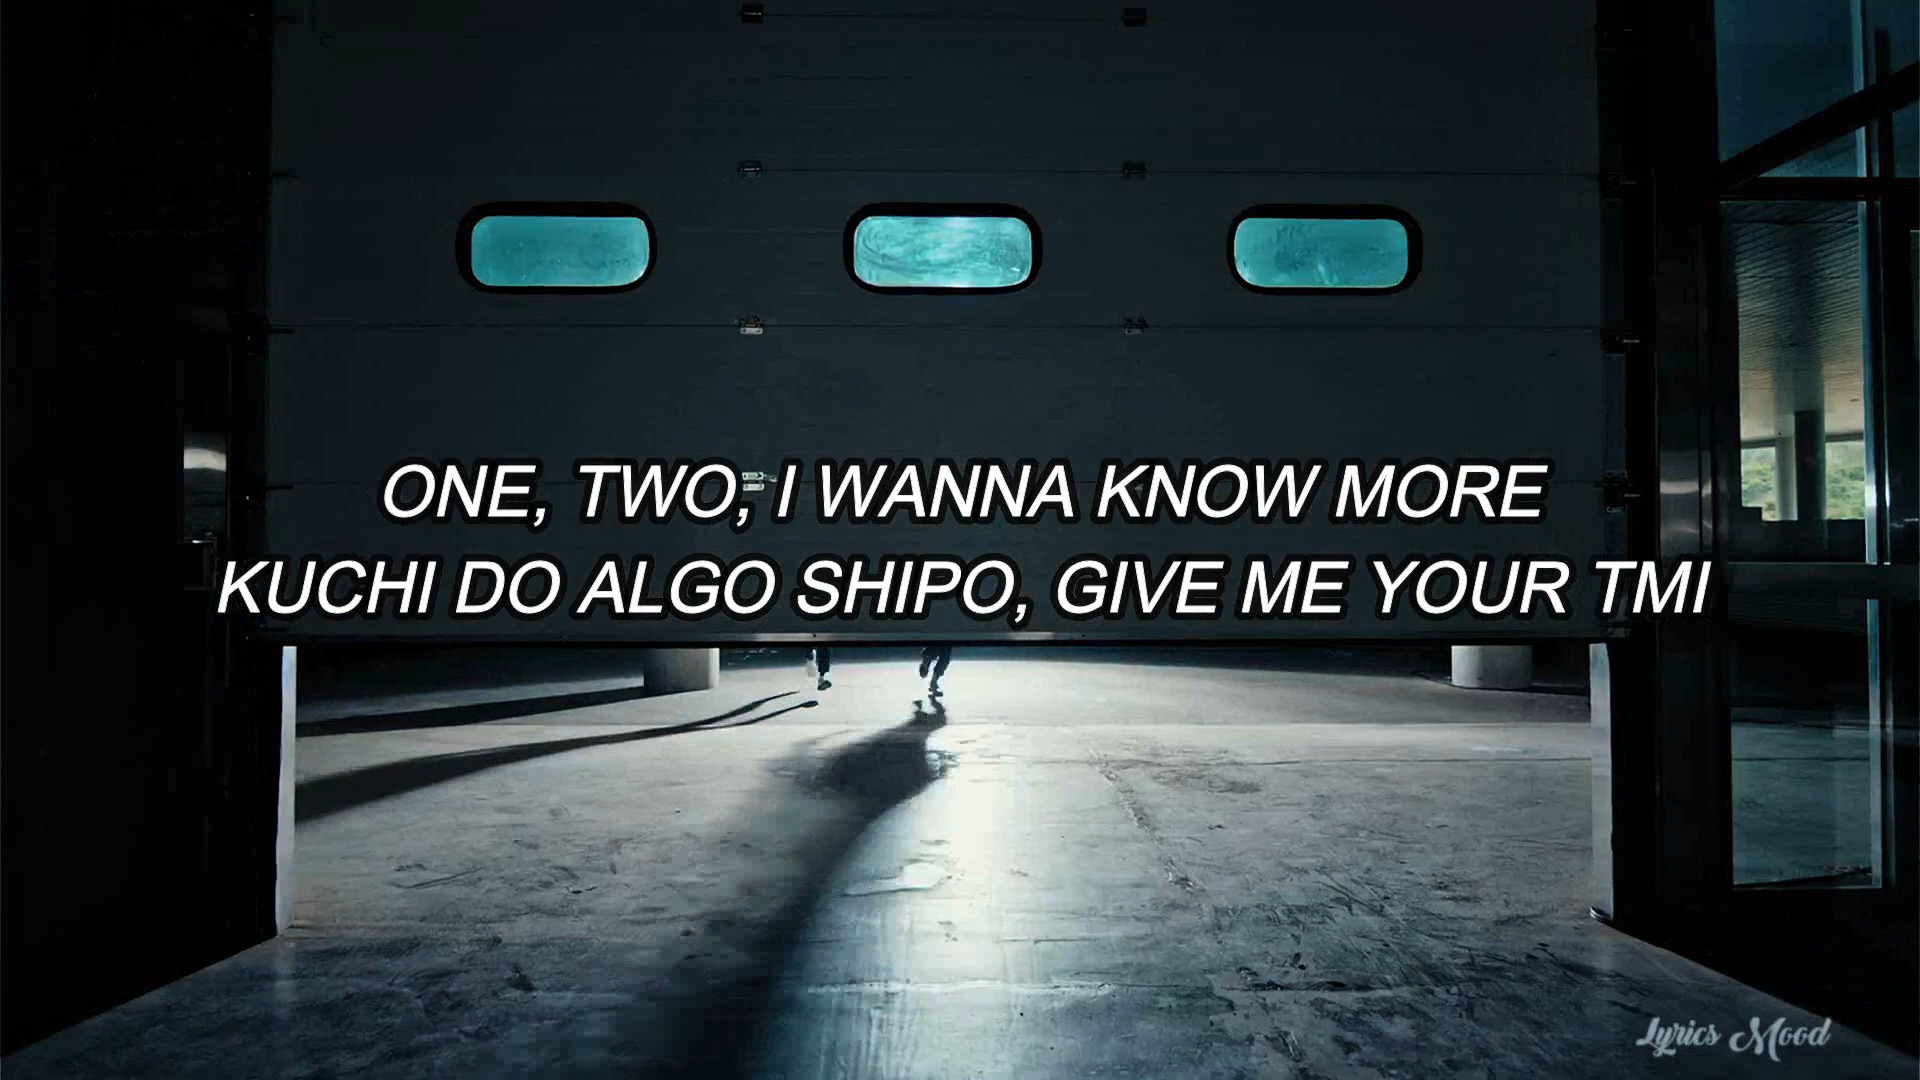 ONE, TWO, I WANNA KNOW MORE
KUCHI DO ALGO SHIPO, GIVE ME YOUR TMI
Lyrics Mood